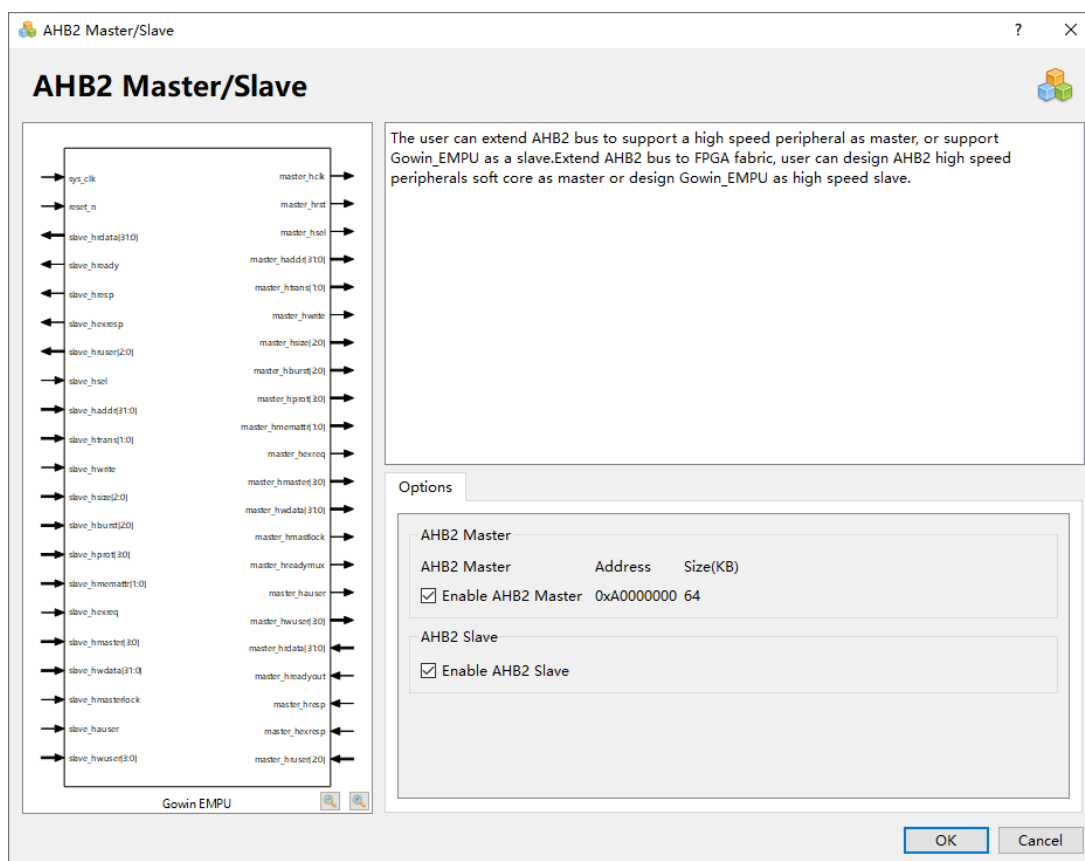 AHB2 Master/Slave
?
AHB2 Master/Slave
sys_clk
reset_n
slave_hrdata(31:0)
slave_hready
slave_hresp
slave_hexresp
slave_hruser(2:0)
slave_hsel
slave_haddr(31:0)
slave_htrans(1:0)
slave_hwrite
slave_hsize(2:0)
slave_hburst(2:0)
slave_hprot(3:0)
slave_hmemattr(1:0)
slave_hexreq
slave_hmaster(3:0)
slave_hwdata(31:0)
slave_hmasterlock
slave_hauser
slave_hwuser(3:0)
master_hclk
master_hrst
master_hsel
master_haddr(31:0)
master_htrans(1:0)
master_hwrite
master_hsize(2:0)
master_hburst(2:0)
master_hprot(3:0)
master_hmemattr(1:0)
master_hexreq
master_hmaster(3:0)
master_hwdata(31:0)
master_hmastlock
master_hreadymux
master_hauser
master_hwuser(3:0)
master_hrdata(31:0)
master_hreadyout
master_hresp
master_hexresp
master_hruser(2:0)
Gowin EMPU
The user can extend AHB2 bus to support a high speed peripheral as master, or support
Gowin_EMPU as a slave.Extend AHB2 bus to FPGA fabric, user can design AHB2 high speed
peripherals soft core as master or design Gowin_EMPU as high speed slave.
Options
AHB2 Master
AHB2 Master Address Size(KB)
Enable AHB2 Master 0xA0000000 64
AHB2 Slave
Enable AHB2 Slave
OK Cancel